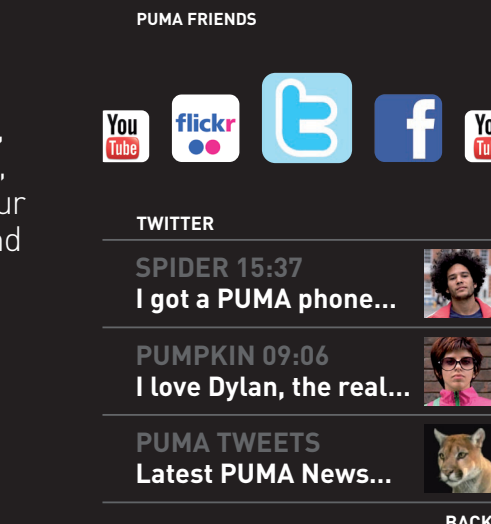 PUMA FRIENDS
You
Tube
flickr
t
f
TWITTER
SPIDER 15:37
I got a PUMA phone...
PUMPKIN 09:06
I love Dylan, the real...
PUMA TWEETS
Latest PUMA News...
BACK